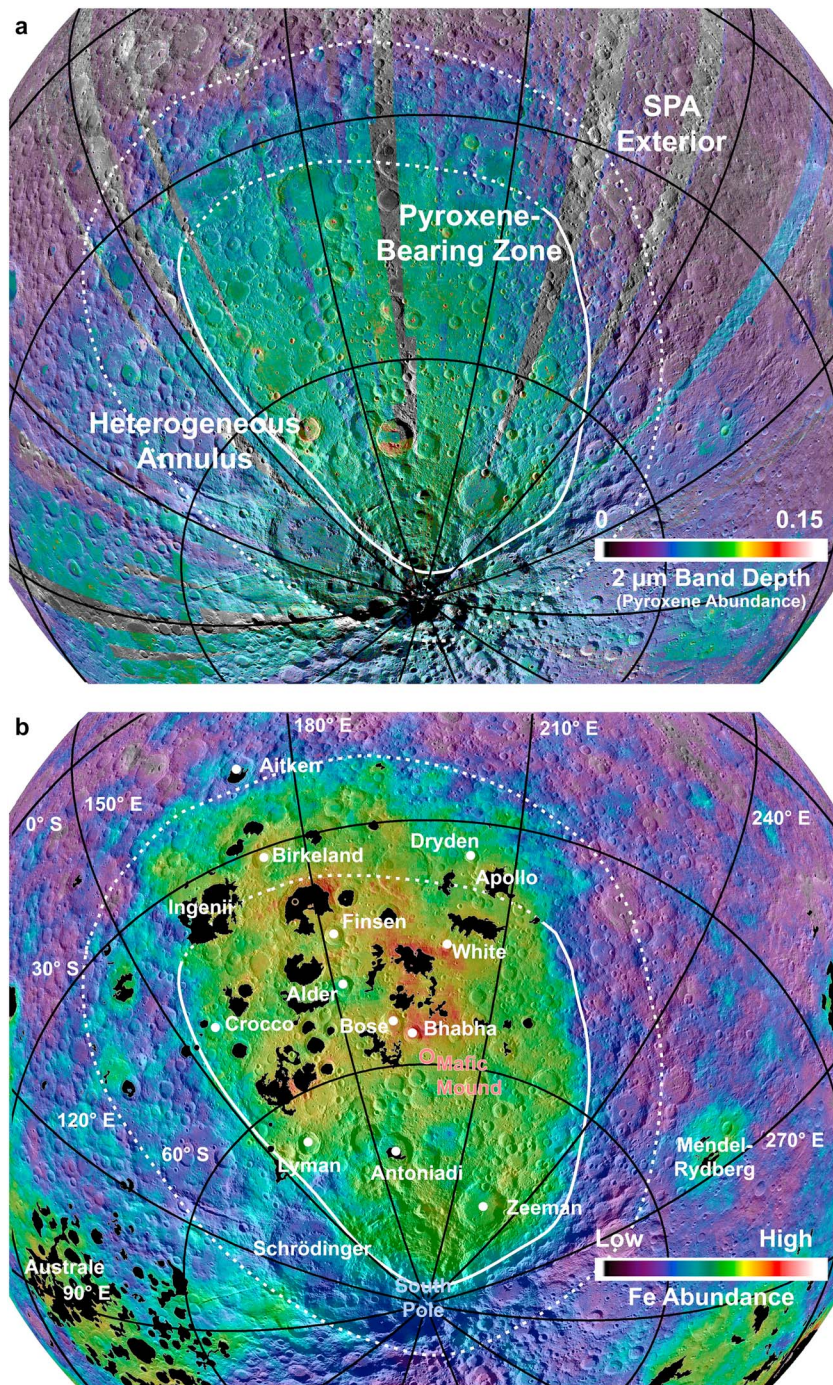 a
SPA
Exterior
Pyroxene-
Bearing Zone
Heterogeneous
Annulus
0 0.15
2 µm Band Depth
(Pyroxene Abundance)
b
180° E
210° E
Aitken
150° E
240° E
0° S
Birkeland
Dryden
Apollo
Ingenii
Finsen
White
30° S
Alder
Crocco
Bose
Bhabha
Mafic
Mound
120° E
60° S
Mendel-
Rydberg
270° E
Lyman
Antoniadi
Zeeman
Schrödinger
Low High
Australe
90° E
South
Pole
Fe Abundance